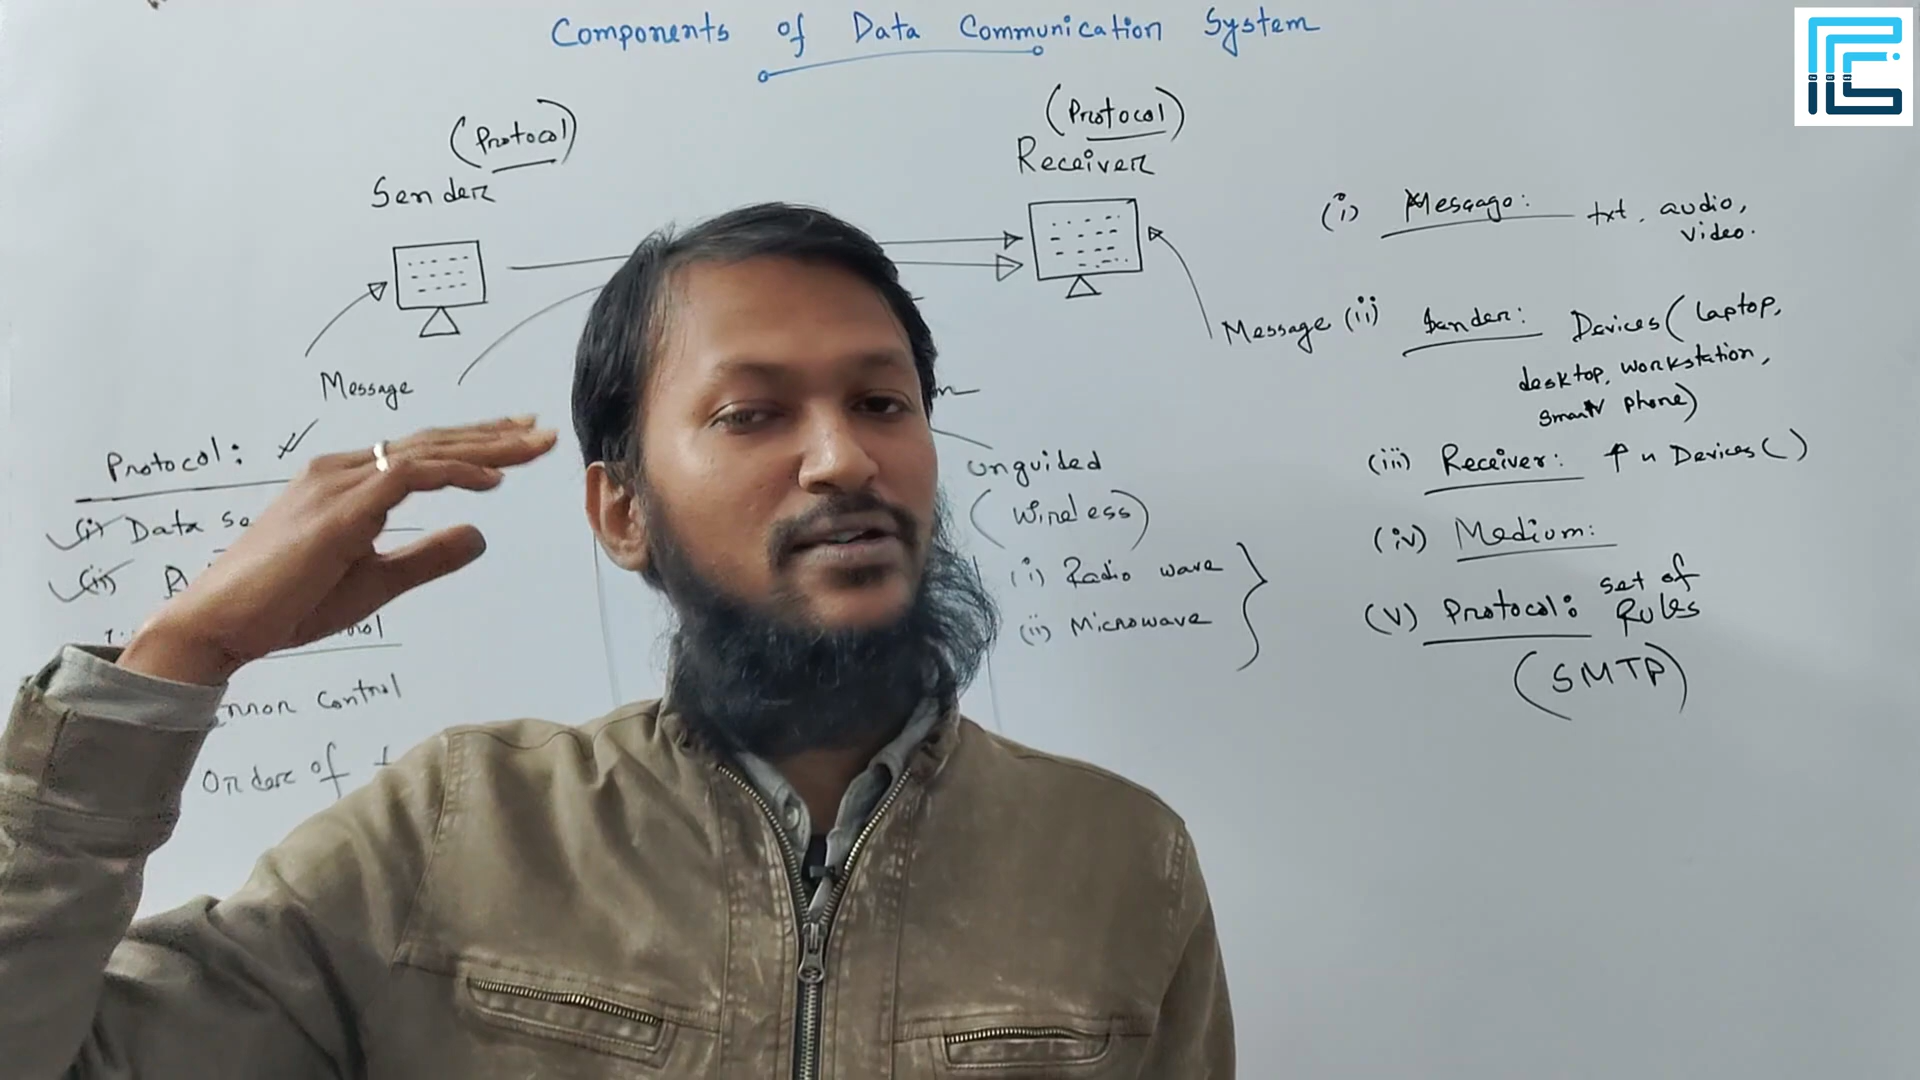 Components of Data Communication System
(Protocol)
Sender
Message
(Protocol)
Receiver
Message
Protocol:
(i) Data
(ii)
Error Control
Order of
Unguided
(Wireless)
(i) Radio wave
(ii) Microwave
(i) Message: txt, audio,
video.
(ii) Sender: Devices (laptop,
desktop, workstation,
smart phone)
(iii) Receiver: Devices ()
(iv) Medium:
(v) Protocol: set of
Rules
(SMTP)